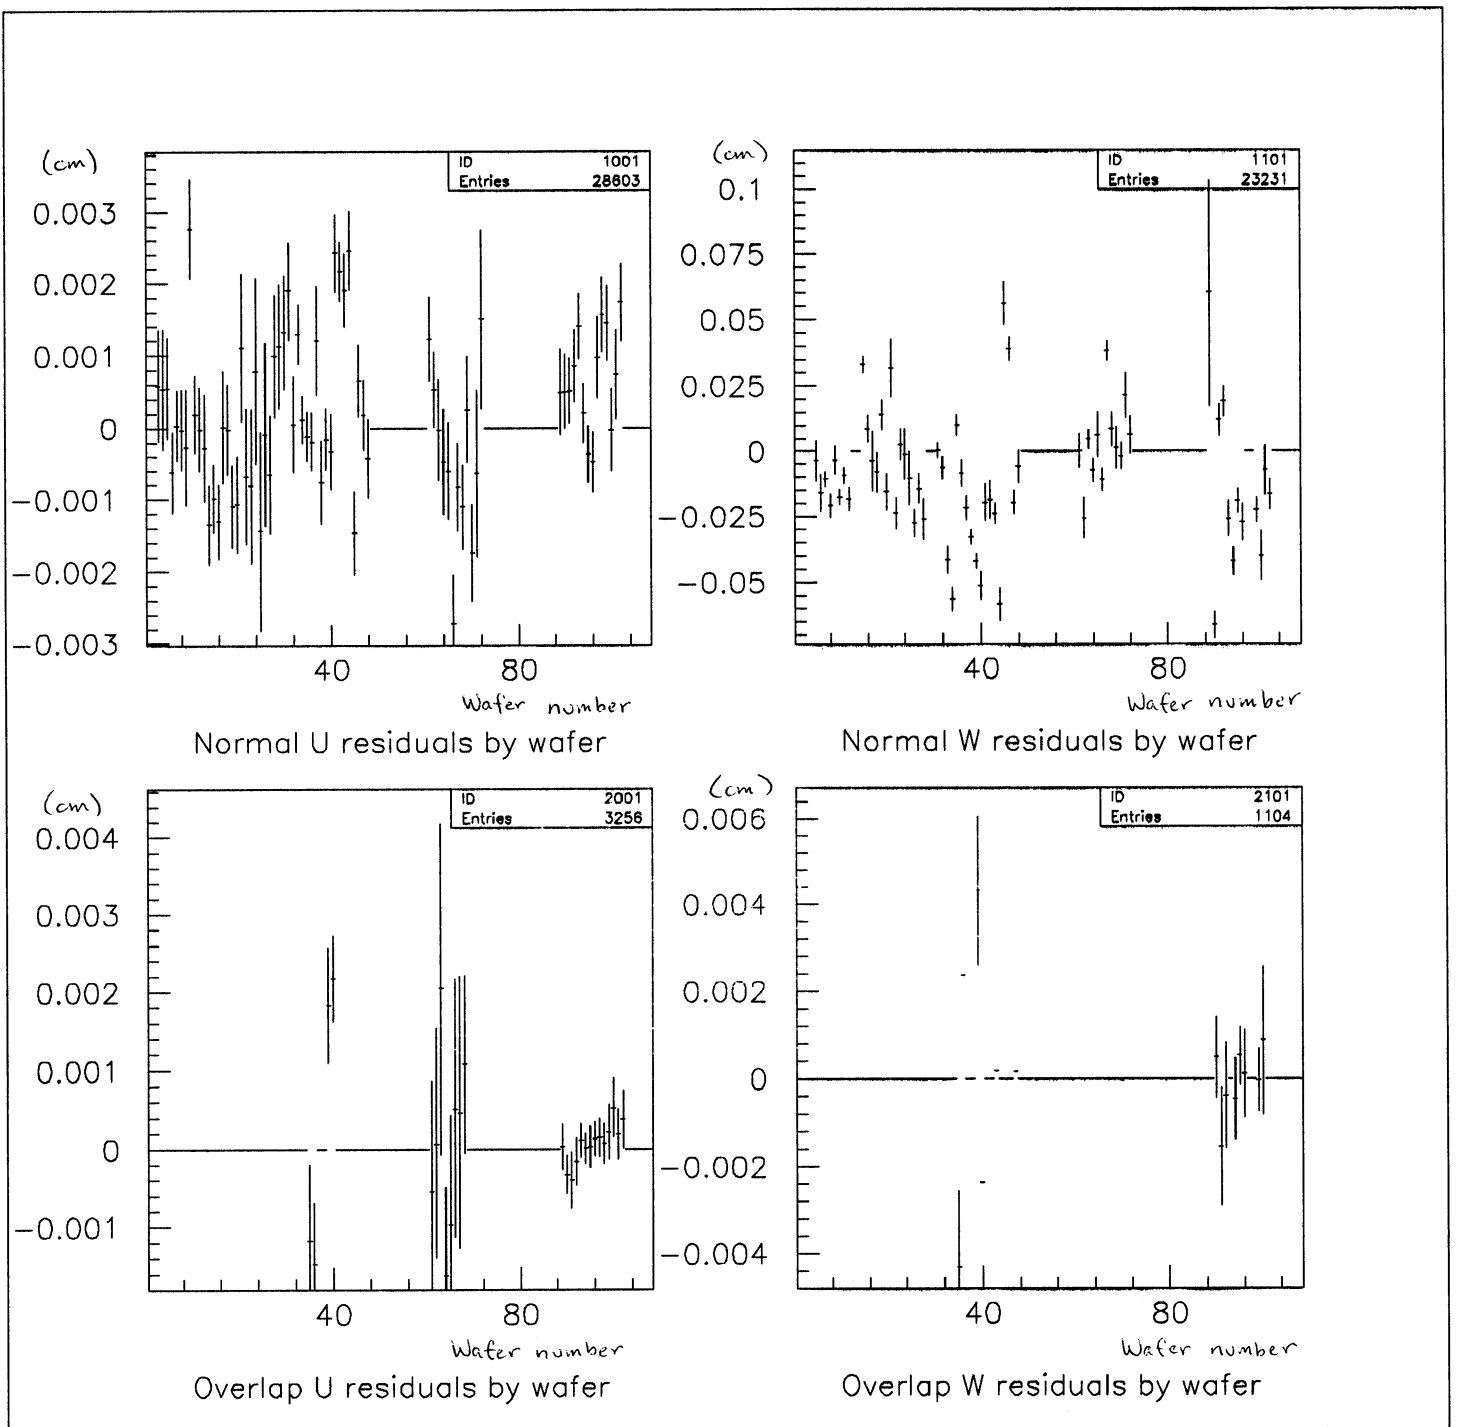 (cm)
ID 1001
Entries 28603
0.003
0.002
0.001
0
−0.001
−0.002
−0.003
40 80
Wafer number
Normal U residuals by wafer
(cm)
ID 1101
Entries 23231
0.1
0.075
0.05
0.025
0
−0.025
−0.05
40 80
Wafer number
Normal W residuals by wafer
(cm)
ID 2001
Entries 3256
0.004
0.003
0.002
0.001
0
−0.001
40 80
Wafer number
Overlap U residuals by wafer
(cm)
ID 2101
Entries 1104
0.006
0.004
0.002
0
−0.002
−0.004
40 80
Wafer number
Overlap W residuals by wafer